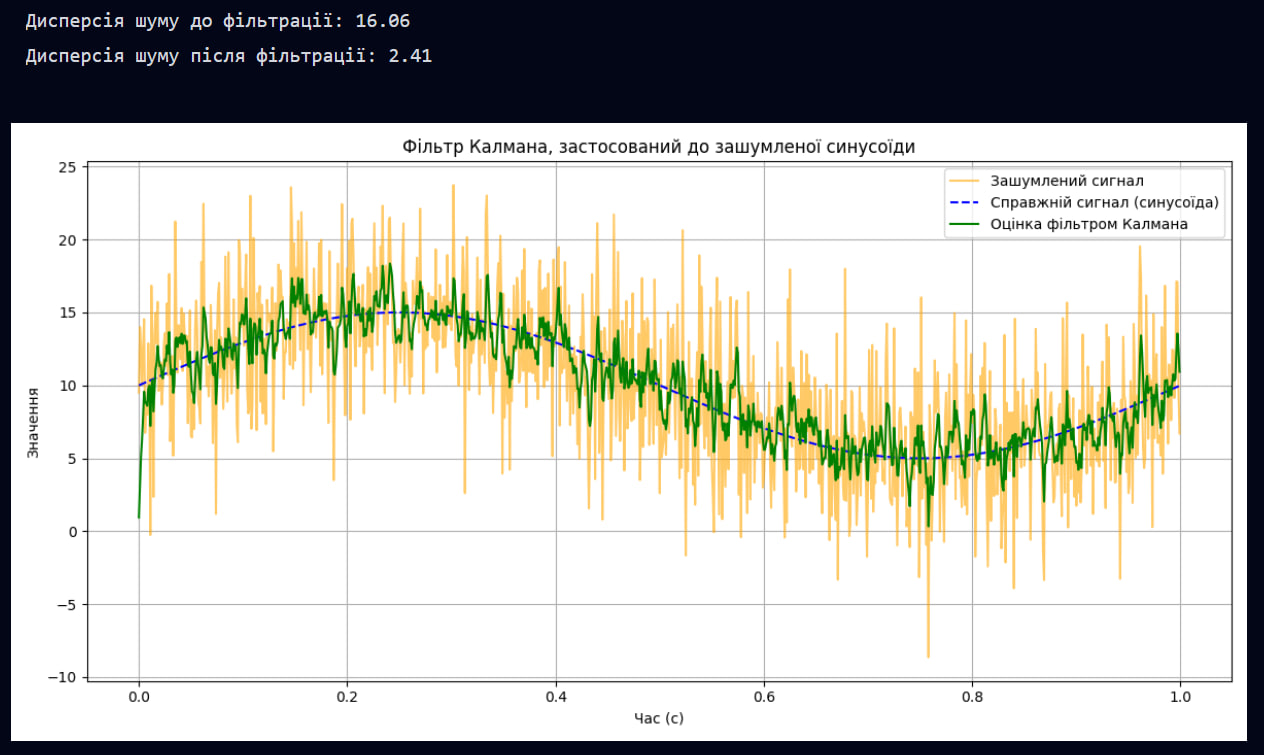 Дисперсія шуму до фільтрації: 16.06
Дисперсія шуму після фільтрації: 2.41
Фільтр Калмана, застосований до зашумленої синусоїди
Зашумлений сигнал
Справжній сигнал (синусоїда)
Оцінка фільтром Калмана
Значення
25
20
15
10
5
0
−5
−10
0.0
0.2
0.4
0.6
0.8
1.0
Час (с)